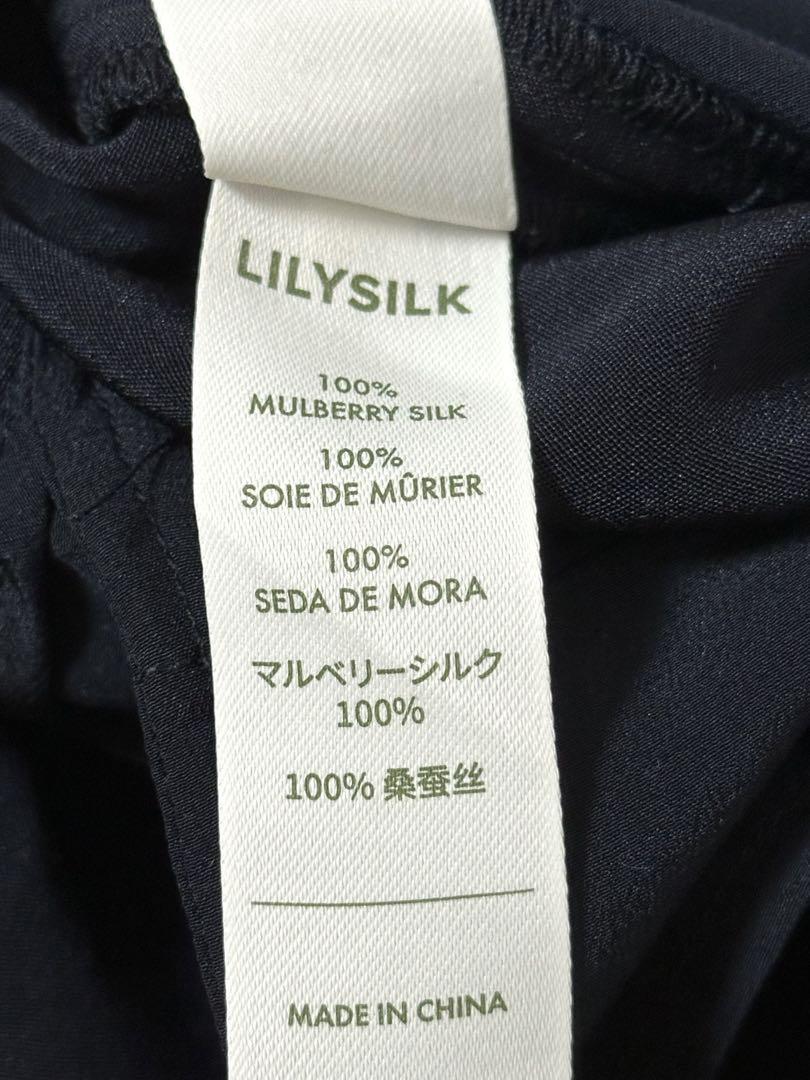 LILYSILK
100%
MULBERRY SILK
100%
SOIE DE MÛRIER
100%
SEDA DE MORA
マルベリーシルク
100%
100% 桑蚕丝
MADE IN CHINA